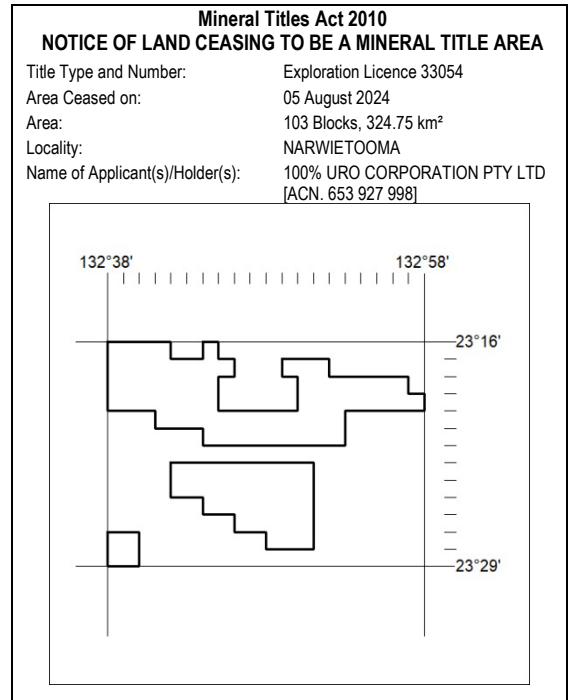 Mineral Titles Act 2010
NOTICE OF LAND CEASING TO BE A MINERAL TITLE AREA
Title Type and Number: Exploration Licence 33054
Area Ceased on: 05 August 2024
Area: 103 Blocks, 324.75 km²
Locality: NARWIETOOMA
Name of Applicant(s)/Holder(s): 100% URO CORPORATION PTY LTD
[ACN. 653 927 998]
132°38' 132°58'
23°16'
23°29'